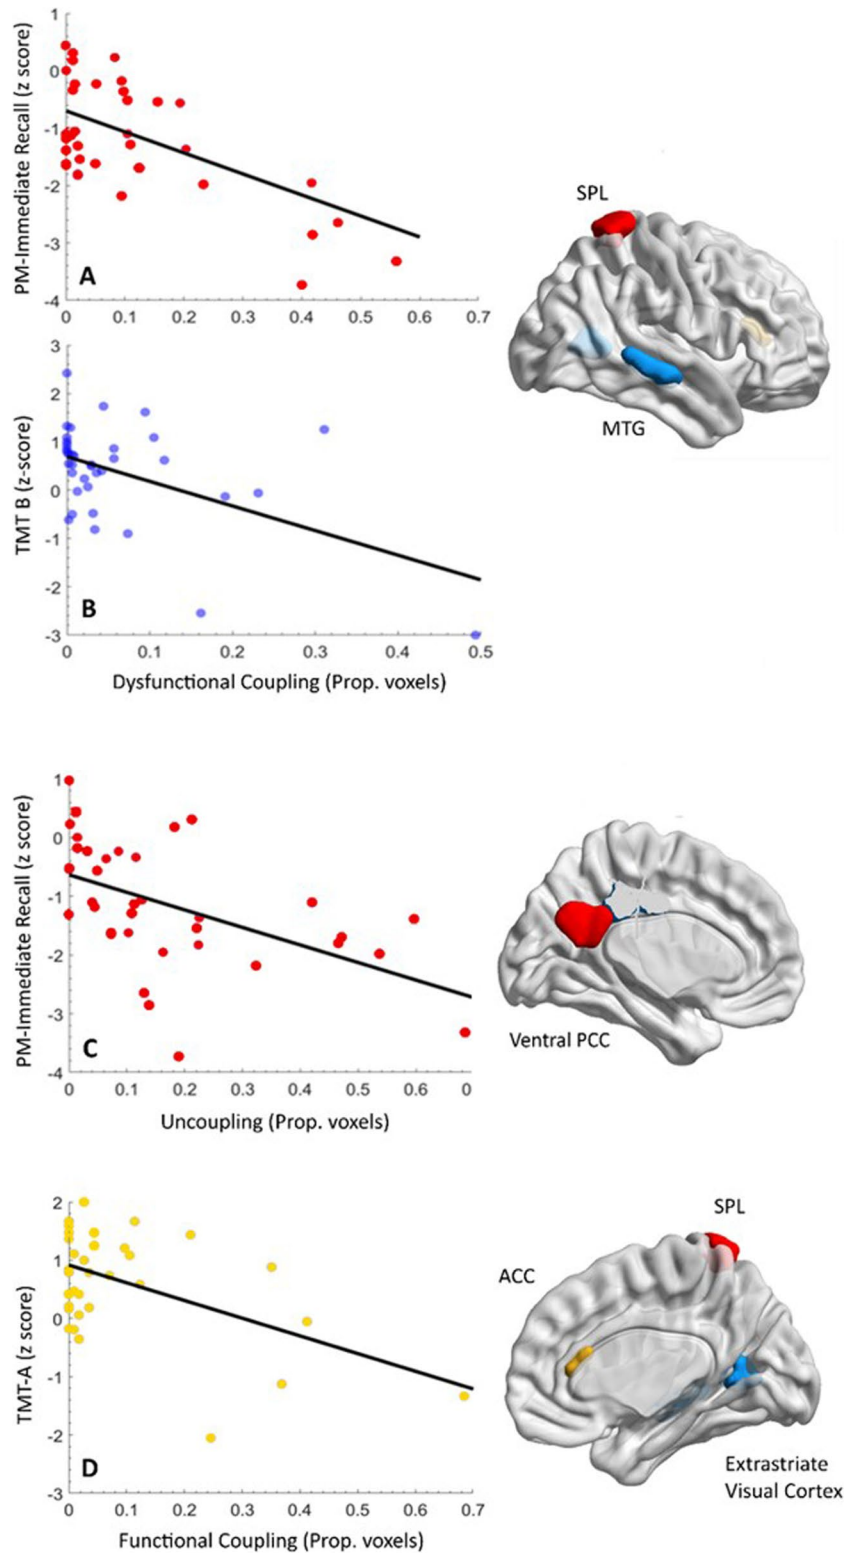 PM-Immediate Recall (z score)
1
0
-1
-2
-3
-4
A
0 0.1 0.2 0.3 0.4 0.5 0.6 0.7
SPL
MTG
TMT B (z-score)
3
2
1
0
-1
-2
-3
B
0 0.1 0.2 0.3 0.4 0.5
Dysfunctional Coupling (Prop. voxels)
PM-Immediate Recall (z score)
1
0
-1
-2
-3
-4
C
0 0.1 0.2 0.3 0.4 0.5 0.6 0
Uncoupling (Prop. voxels)
Ventral PCC
TMT-A (z score)
2
1
0
-1
-2
-3
D
0 0.1 0.2 0.3 0.4 0.5 0.6 0.7
Functional Coupling (Prop. voxels)
SPL
ACC
Extrastriate
Visual Cortex